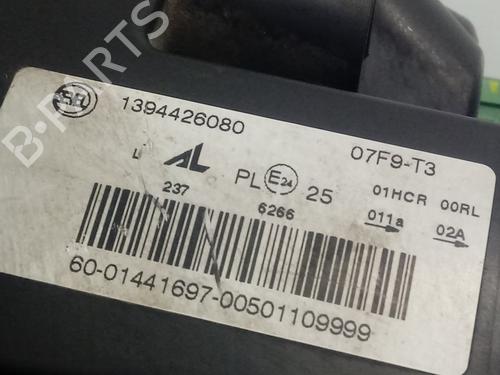 B-PARTS
1394426080
07F9-T3
L AL PL E24 25 01HCR 00RL
237 6266 011a 02A
60-01441697-00501109999